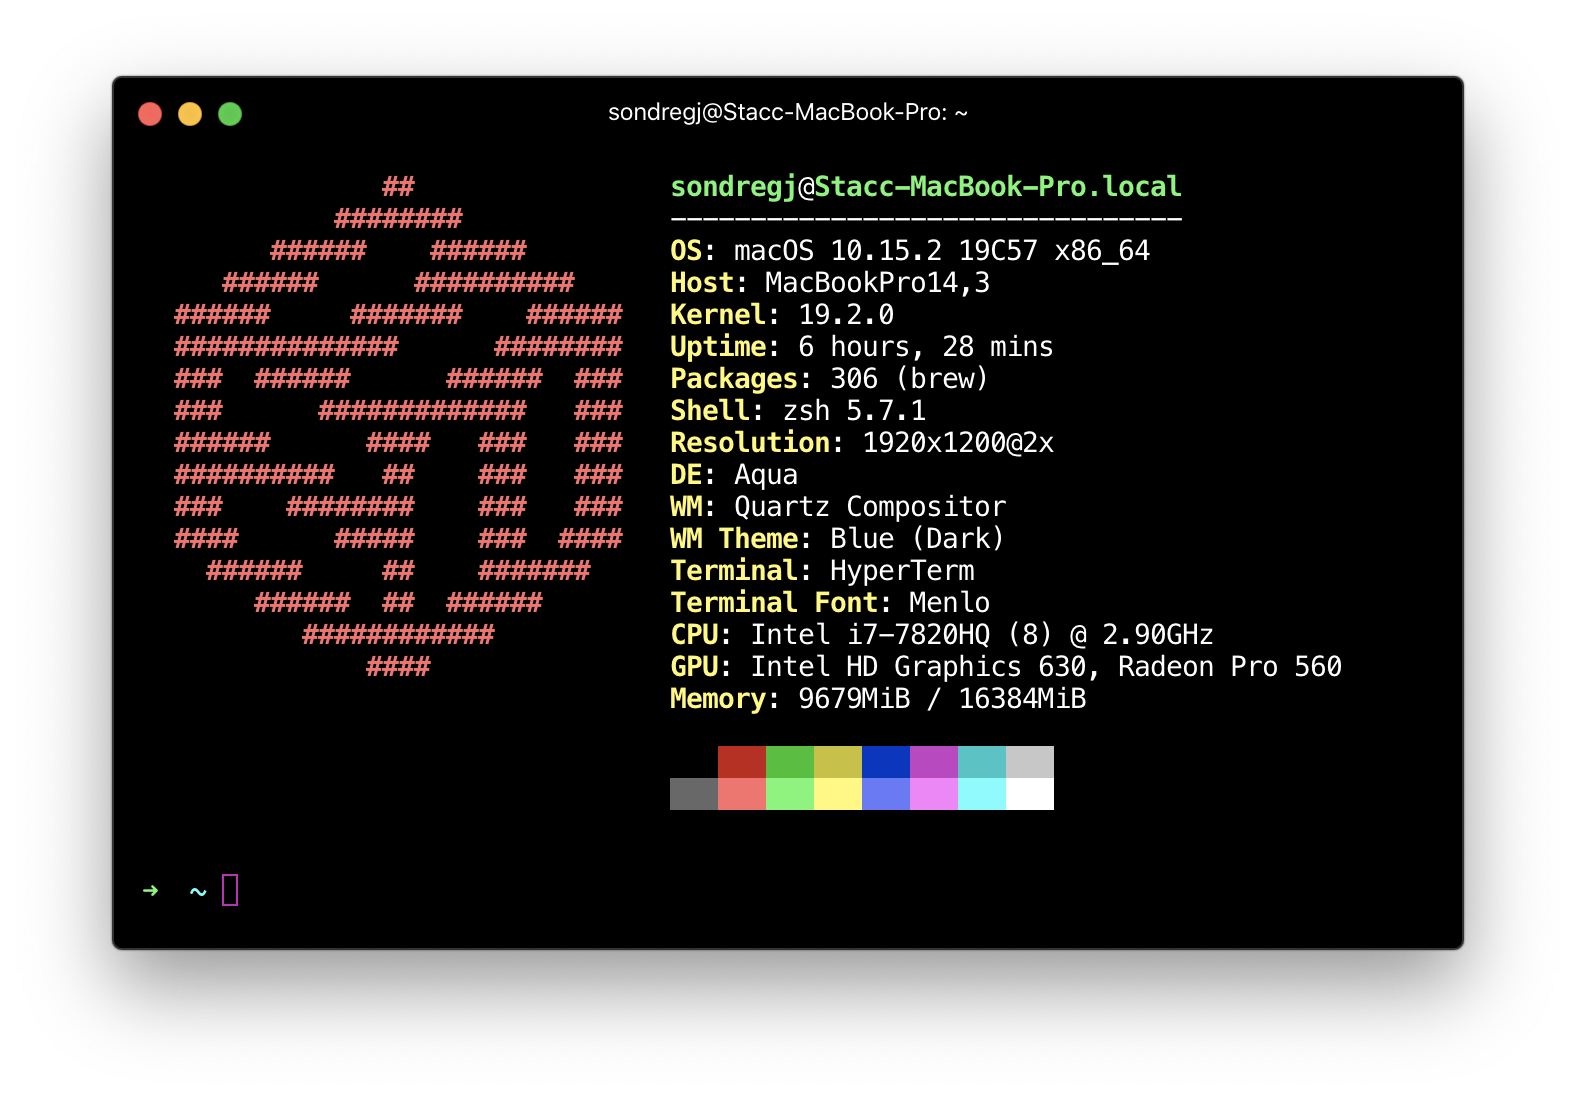 sondregj@Stacc-MacBook-Pro: ~
##
########
######    ######
######      ##########
######     #######    ######
##############      ########
###  ######      ######  ###
###      #############   ###
######      ####   ###   ###
##########   ##    ###   ###
###    ########    ###   ###
####      #####    ###  ####
######     ##    #######
######  ##  ######
############
####
sondregj@Stacc-MacBook-Pro.local
--------------------------------
OS: macOS 10.15.2 19C57 x86_64
Host: MacBookPro14,3
Kernel: 19.2.0
Uptime: 6 hours, 28 mins
Packages: 306 (brew)
Shell: zsh 5.7.1
Resolution: 1920x1200@2x
DE: Aqua
WM: Quartz Compositor
WM Theme: Blue (Dark)
Terminal: HyperTerm
Terminal Font: Menlo
CPU: Intel i7-7820HQ (8) @ 2.90GHz
GPU: Intel HD Graphics 630, Radeon Pro 560
Memory: 9679MiB / 16384MiB
➜  ~